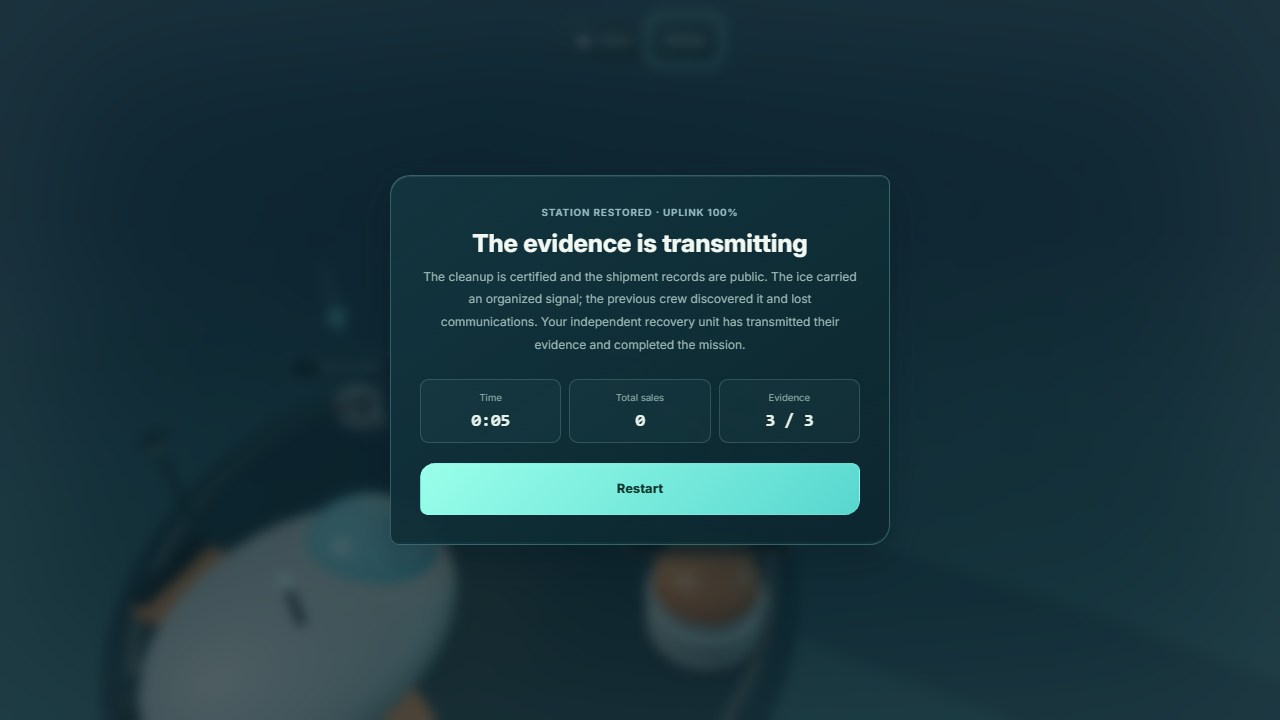 STATION RESTORED · UPLINK 100%
The evidence is transmitting
The cleanup is certified and the shipment records are public. The ice carried
an organized signal; the previous crew discovered it and lost
communications. Your independent recovery unit has transmitted their
evidence and completed the mission.
Time
0:05
Total sales
0
Evidence
3 / 3
Restart